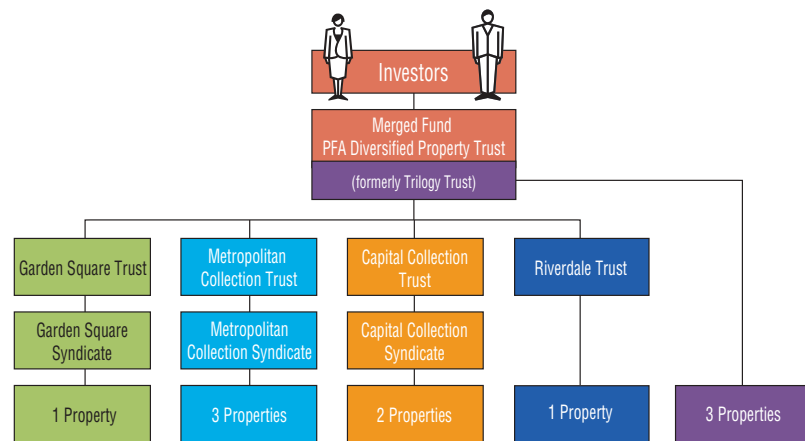 Investors
Merged Fund
PFA Diversified Property Trust
(formerly Trilogy Trust)
Garden Square Trust
Metropolitan
Collection Trust
Capital Collection
Trust
Riverdale Trust
Garden Square
Syndicate
Metropolitan
Collection Syndicate
Capital Collection
Syndicate
1 Property
3 Properties
2 Properties
1 Property
3 Properties